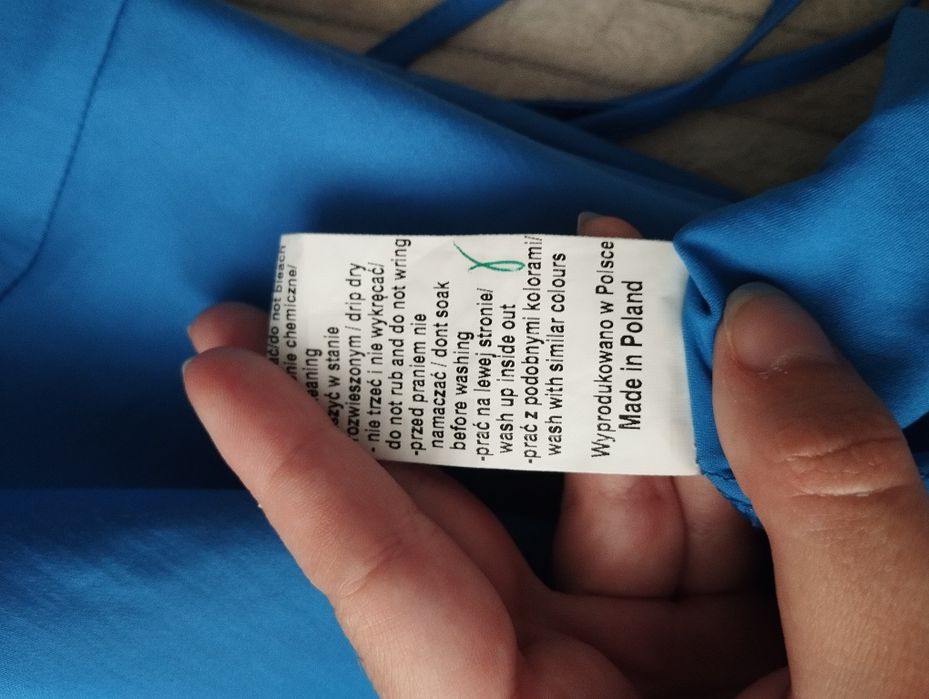 do not bleach
chemiczne/
w stanie
rozwieszonym / drip dry
- nie trzeć i nie wykręcać/
do not rub and do not wring
-przed praniem nie
namaczać / dont soak
before washing
-prać na lewej stronie/
wash up inside out
-prać z podobnymi kolorami/
wash with similar colours
Wyprodukowano w Polsce
Made in Poland